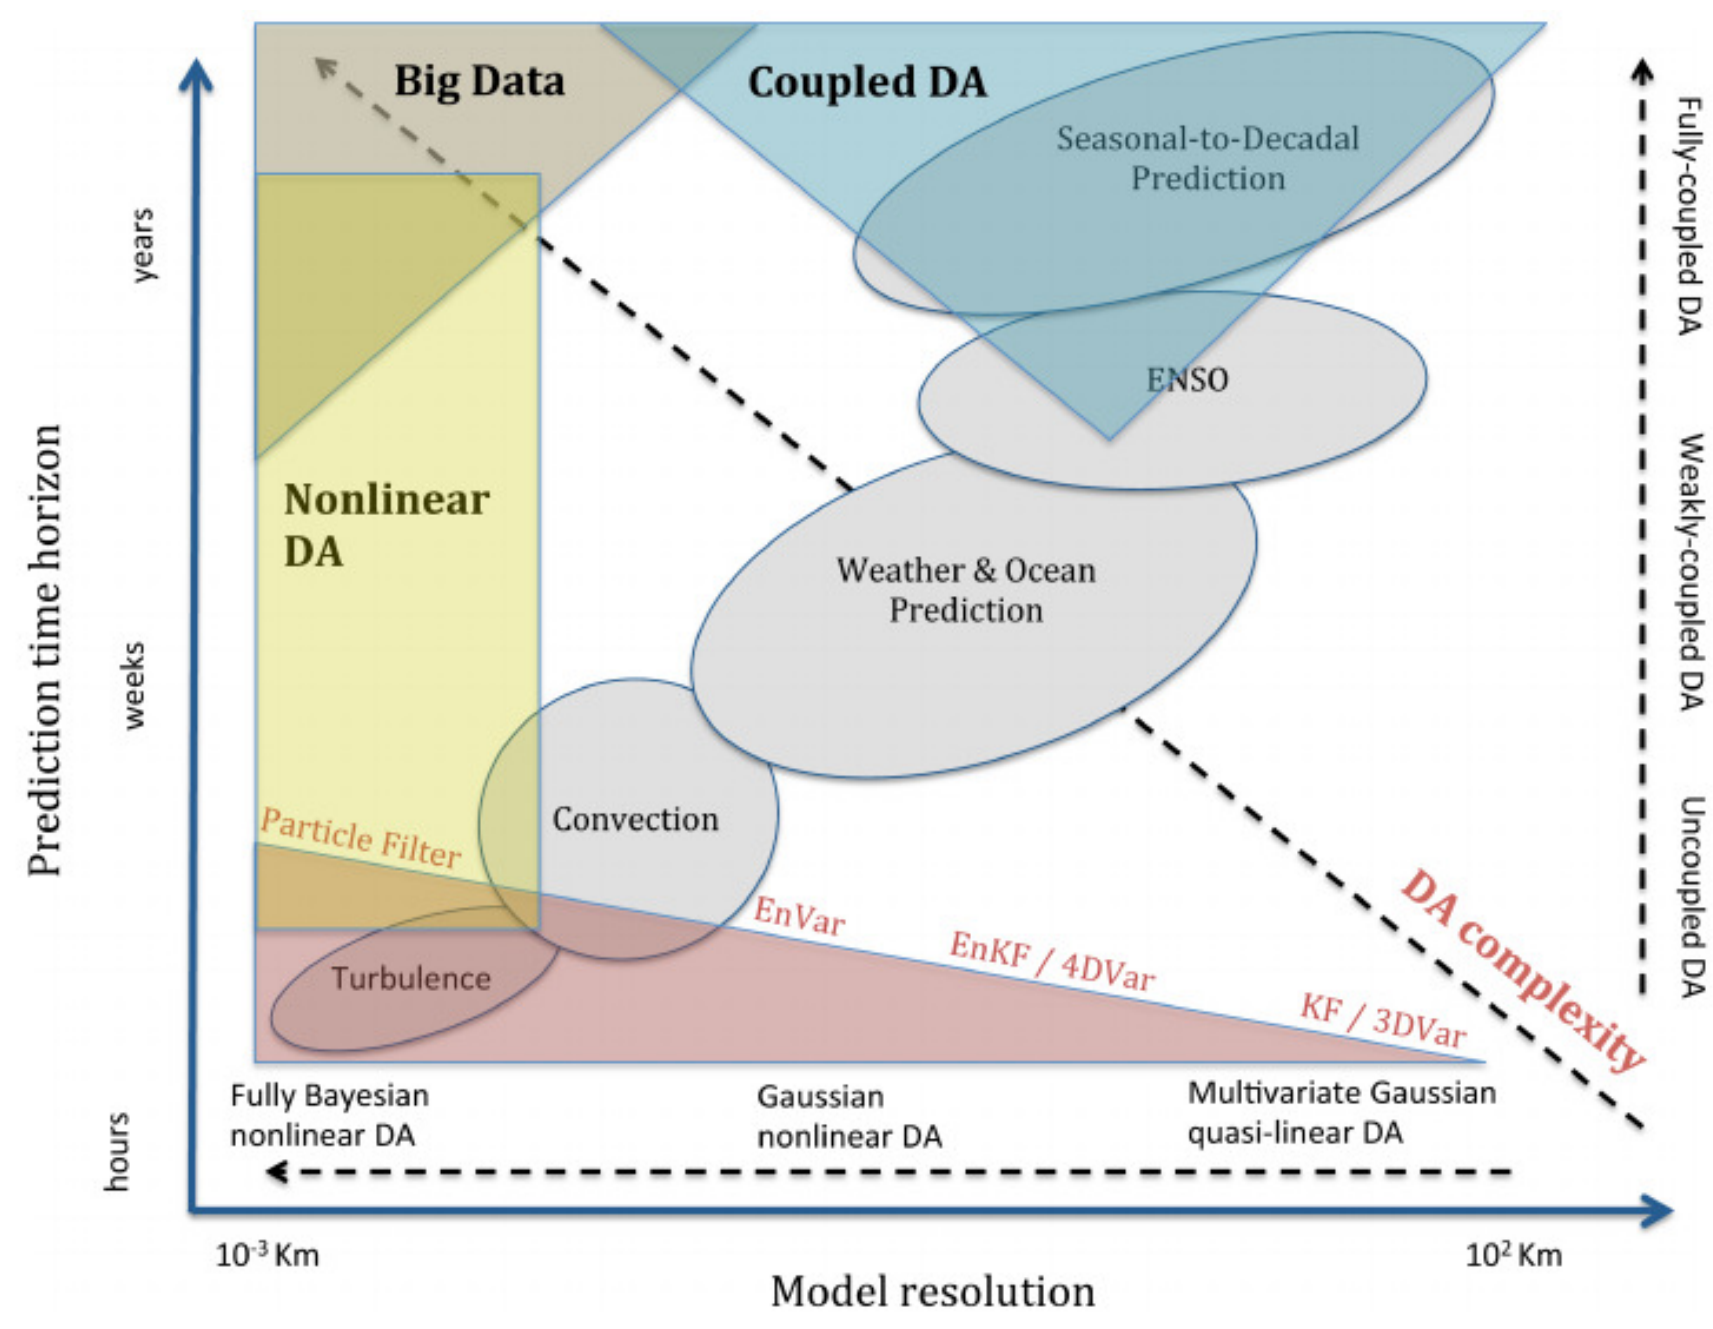 Big Data
Coupled DA
Seasonal-to-Decadal
Prediction
ENSO
Nonlinear
DA
Weather & Ocean
Prediction
Convection
Particle Filter
EnVar
EnKF / 4DVar
KF / 3DVar
Turbulence
DA complexity
Fully-coupled DA
Weakly-coupled DA
Uncoupled DA
Prediction time horizon
years
weeks
hours
Fully Bayesian
nonlinear DA
Gaussian
nonlinear DA
Multivariate Gaussian
quasi-linear DA
10⁻³ Km
10² Km
Model resolution